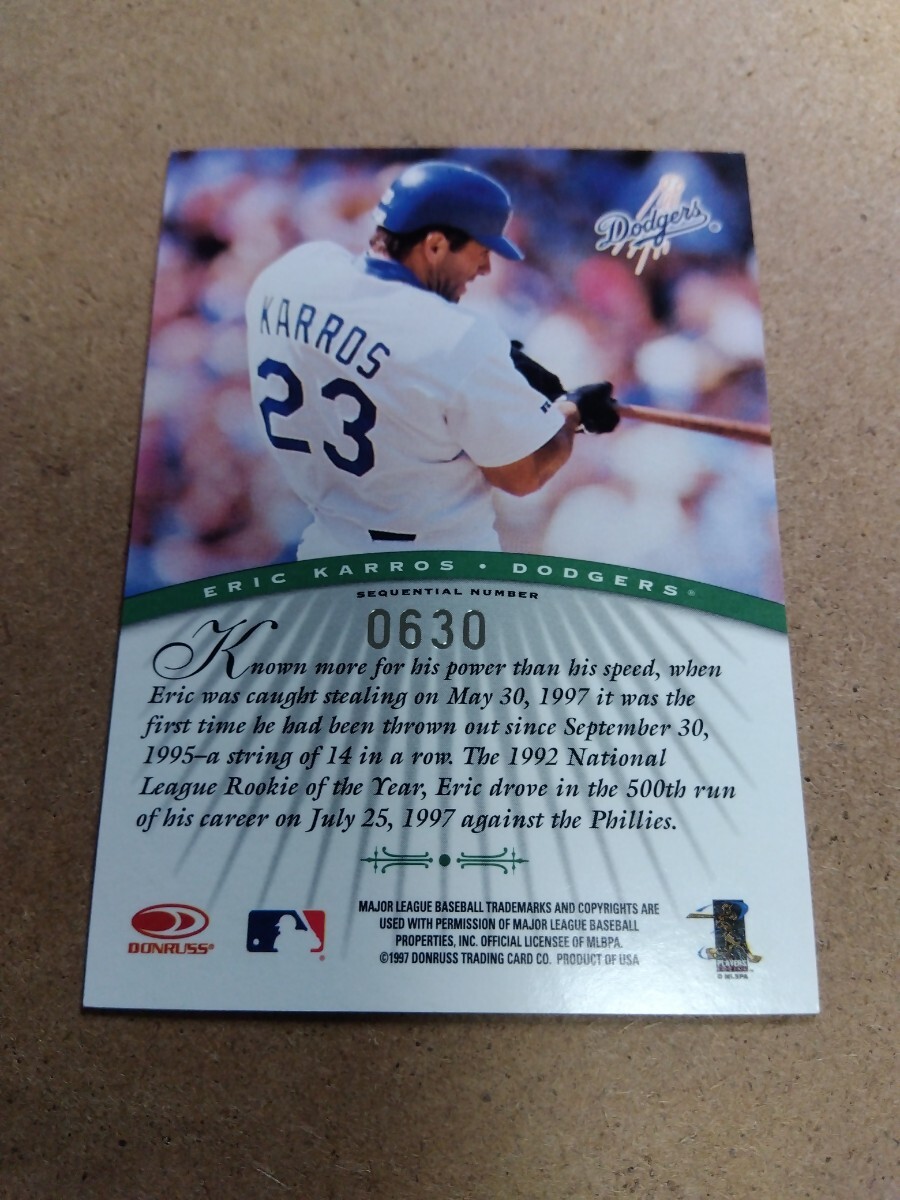 Dodgers®
KARROS
23
ERIC KARROS • DODGERS®
SEQUENTIAL NUMBER
0630
Known more for his power than his speed, when
Eric was caught stealing on May 30, 1997 it was the
first time he had been thrown out since September 30,
1995–a string of 14 in a row. The 1992 National
League Rookie of the Year, Eric drove in the 500th run
of his career on July 25, 1997 against the Phillies.
DONRUSS®
MAJOR LEAGUE BASEBALL TRADEMARKS AND COPYRIGHTS ARE
USED WITH PERMISSION OF MAJOR LEAGUE BASEBALL
PROPERTIES, INC. OFFICIAL LICENSEE OF MLBPA.
©1997 DONRUSS TRADING CARD CO. PRODUCT OF USA
PLAYERS
© MLBPA